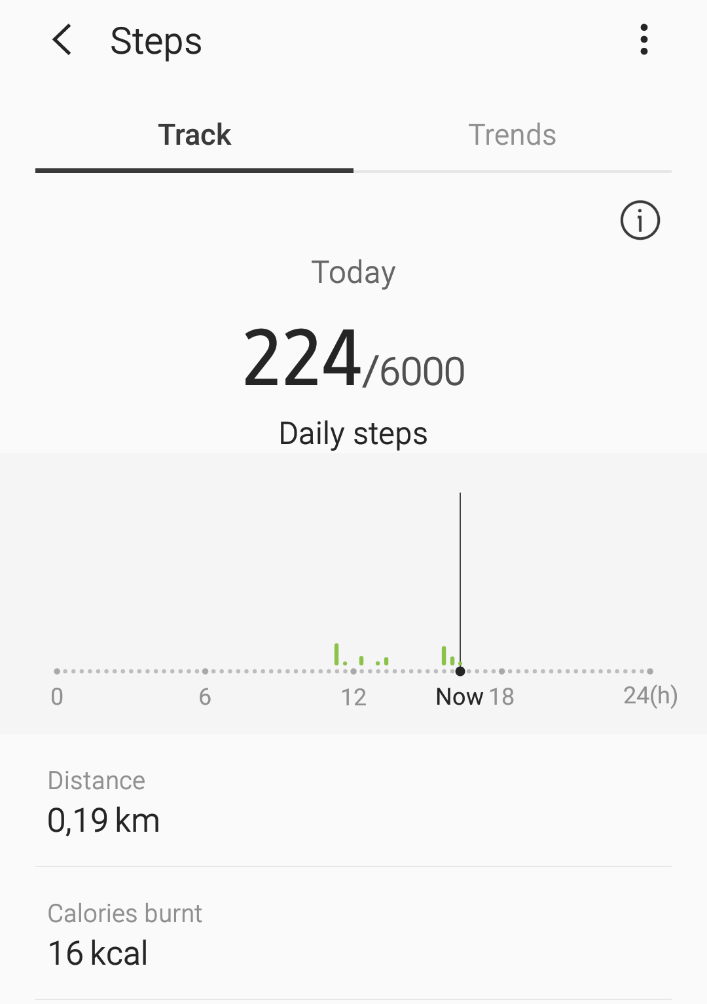 Steps
Track Trends
Today
224/6000
Daily steps
0 6 12 Now 18 24(h)
Distance
0,19 km
Calories burnt
16 kcal